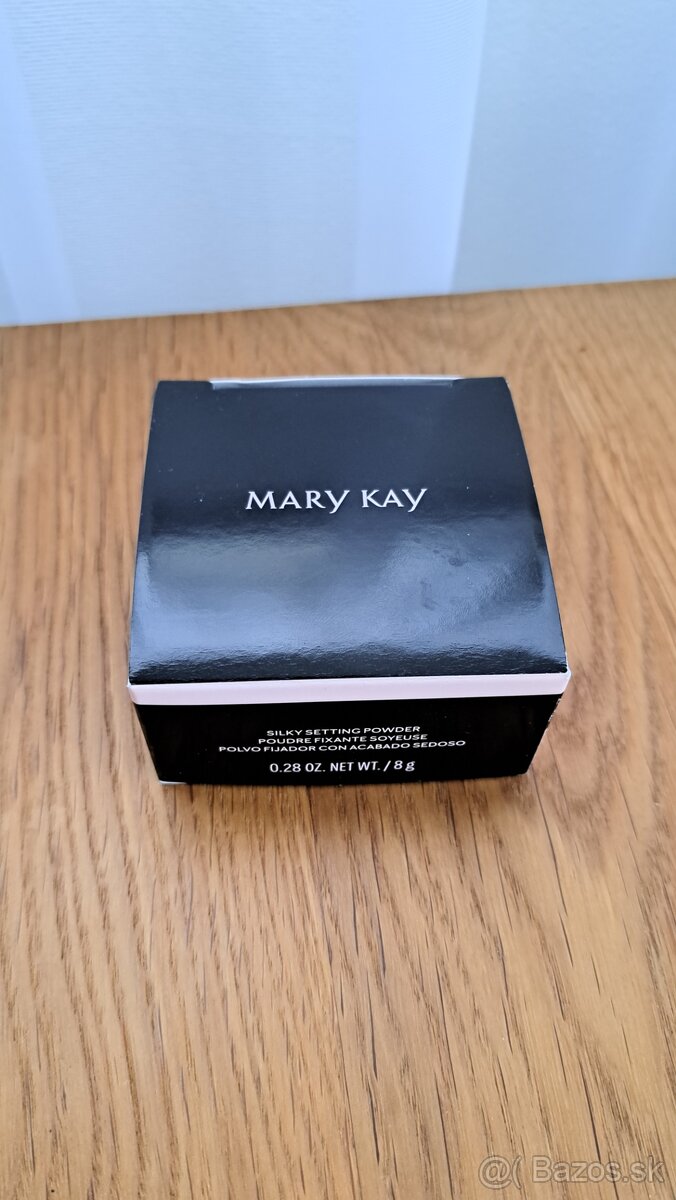 MARY KAY
SILKY SETTING POWDER
POUDRE FIXANTE SOYEUSE
POLVO FIJADOR CON ACABADO SEDOSO
0.28 OZ. NET WT. / 8 g
@( Bazos.sk